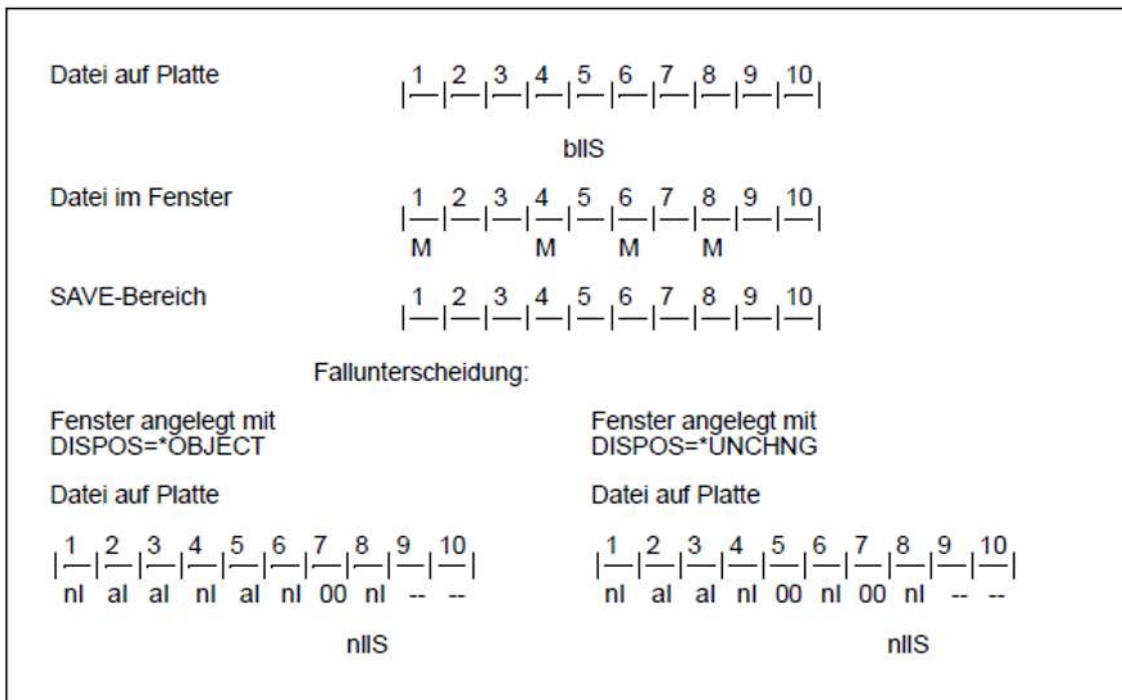 Datei auf Platte 1 2 3 4 5 6 7 8 9 10
bllS
Datei im Fenster 1 2 3 4 5 6 7 8 9 10
M M M M
SAVE-Bereich 1 2 3 4 5 6 7 8 9 10
Fallunterscheidung:
Fenster angelegt mit
DISPOS=*OBJECT
Datei auf Platte
1 2 3 4 5 6 7 8 9 10
nl al al nl al nl 00 nl -- --
nllS
Fenster angelegt mit
DISPOS=*UNCHNG
Datei auf Platte
1 2 3 4 5 6 7 8 9 10
nl al al nl 00 nl 00 nl -- --
nllS